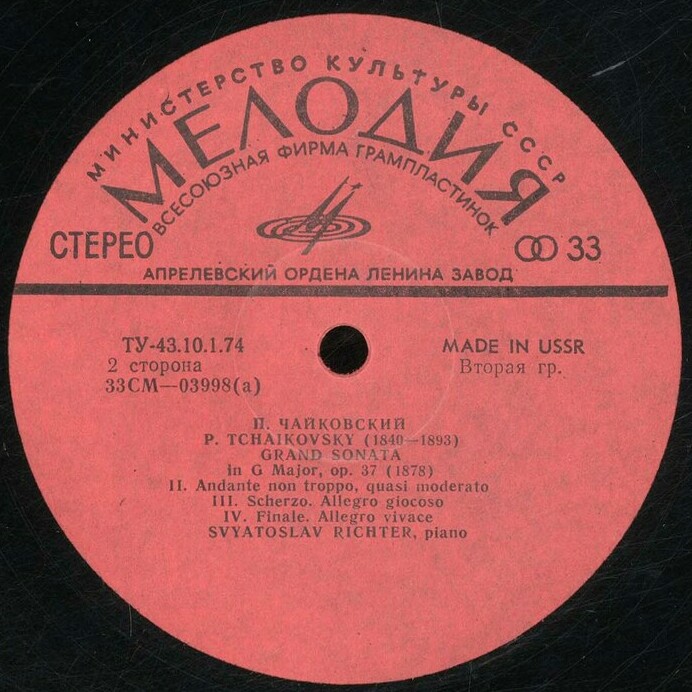 МИНИСТЕРСТВО КУЛЬТУРЫ СССР
МЕЛОДИЯ
ВСЕСОЮЗНАЯ ФИРМА ГРАМПЛАСТИНОК
СТЕРЕО 33
АПРЕЛЕВСКИЙ ОРДЕНА ЛЕНИНА ЗАВОД
ТУ-43.10.1.74 MADE IN USSR
2 сторона Вторая гр.
33СМ—03998(а)
П. ЧАЙКОВСКИЙ
P. TCHAIKOVSKY (1840—1893)
GRAND SONATA
in G Major, op. 37 (1878)
II. Andante non troppo, quasi moderato
III. Scherzo. Allegro giocoso
IV. Finale. Allegro vivace
SVYATOSLAV RICHTER, piano